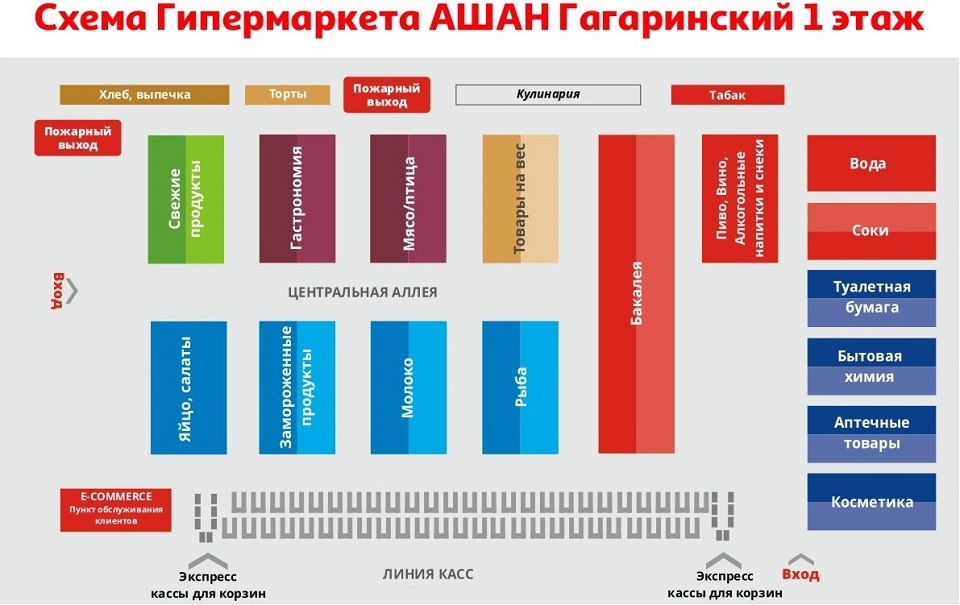 Схема Гипермаркета АШАН Гагаринский 1 этаж
Хлеб, выпечка
Торты
Пожарный
выход
Кулинария
Табак
Пожарный
выход
Свежие
продукты
Гастрономия
Мясо/птица
Товары на вес
Бакалея
Пиво, Вино,
Алкогольные
напитки и снеки
Вода
Соки
Туалетная
бумага
Бытовая
химия
Аптечные
товары
Косметика
Вход
ЦЕНТРАЛЬНАЯ АЛЛЕЯ
Яйцо, салаты
Замороженные
продукты
Молоко
Рыба
E-COMMERCE
Пункт обслуживания
клиентов
Экспресс
кассы для корзин
ЛИНИЯ КАСС
Экспресс
кассы для корзин
Вход